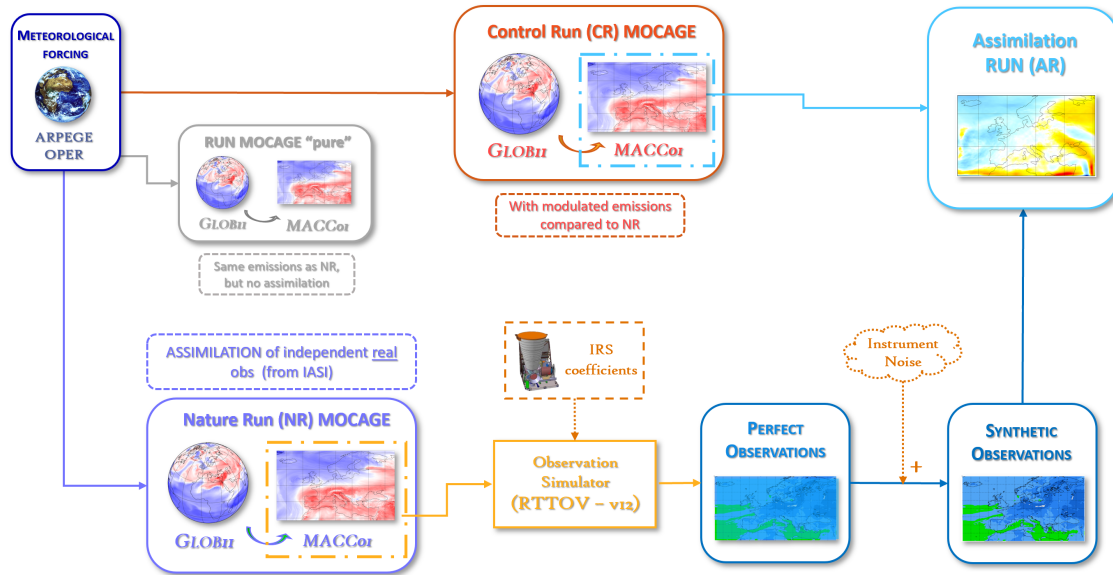 METEOROLOGICAL
FORCING
ARPEGE
OPER
Control Run (CR) MOCAGE
GLOB11
MACC01
With modulated emissions
compared to NR
Assimilation
RUN (AR)
RUN MOCAGE “pure”
GLOB11
MACC01
Same emissions as NR,
but no assimilation
ASSIMILATION of independent real
obs (from IASI)
Nature Run (NR) MOCAGE
GLOB11
MACC01
IRS
coefficients
Observation
Simulator
(RTTOV – v12)
PERFECT
OBSERVATIONS
Instrument
Noise
+
SYNTHETIC
OBSERVATIONS